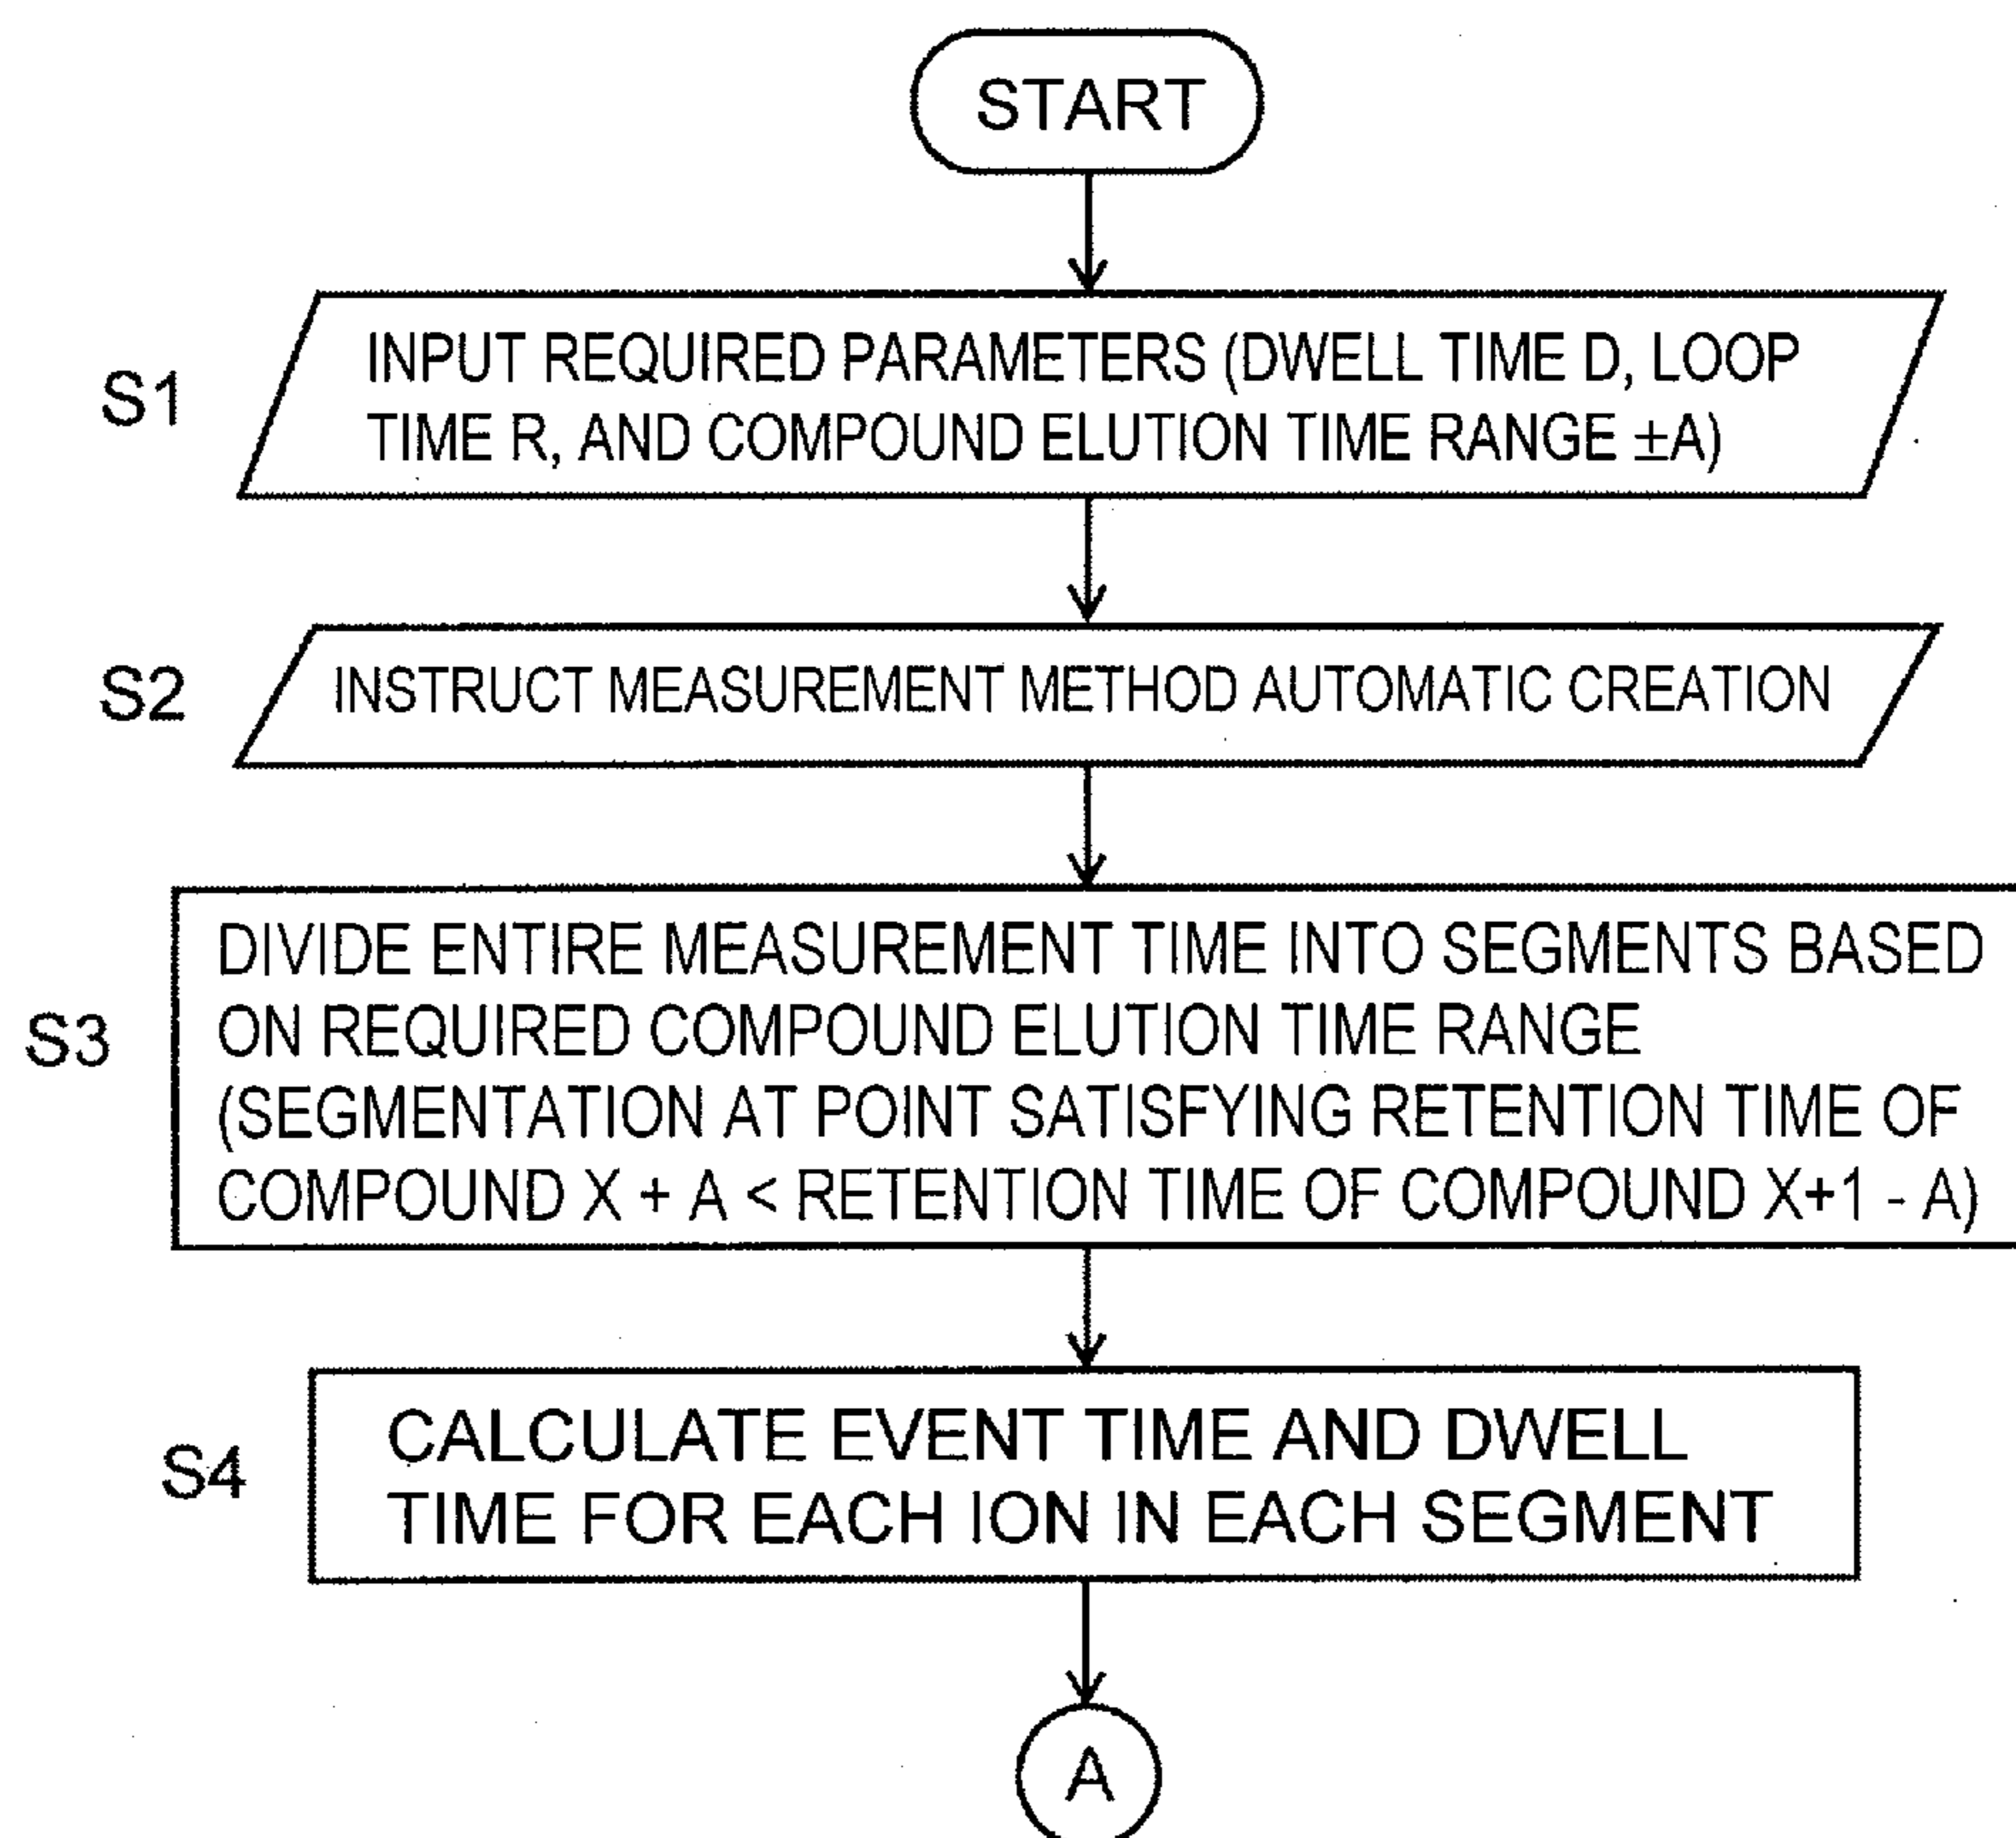 START
S1
INPUT REQUIRED PARAMETERS (DWELL TIME D, LOOP
TIME R, AND COMPOUND ELUTION TIME RANGE ±A)
S2
INSTRUCT MEASUREMENT METHOD AUTOMATIC CREATION
S3
DIVIDE ENTIRE MEASUREMENT TIME INTO SEGMENTS BASED
ON REQUIRED COMPOUND ELUTION TIME RANGE
(SEGMENTATION AT POINT SATISFYING RETENTION TIME OF
COMPOUND X + A < RETENTION TIME OF COMPOUND X+1 - A)
S4
CALCULATE EVENT TIME AND DWELL
TIME FOR EACH ION IN EACH SEGMENT
A